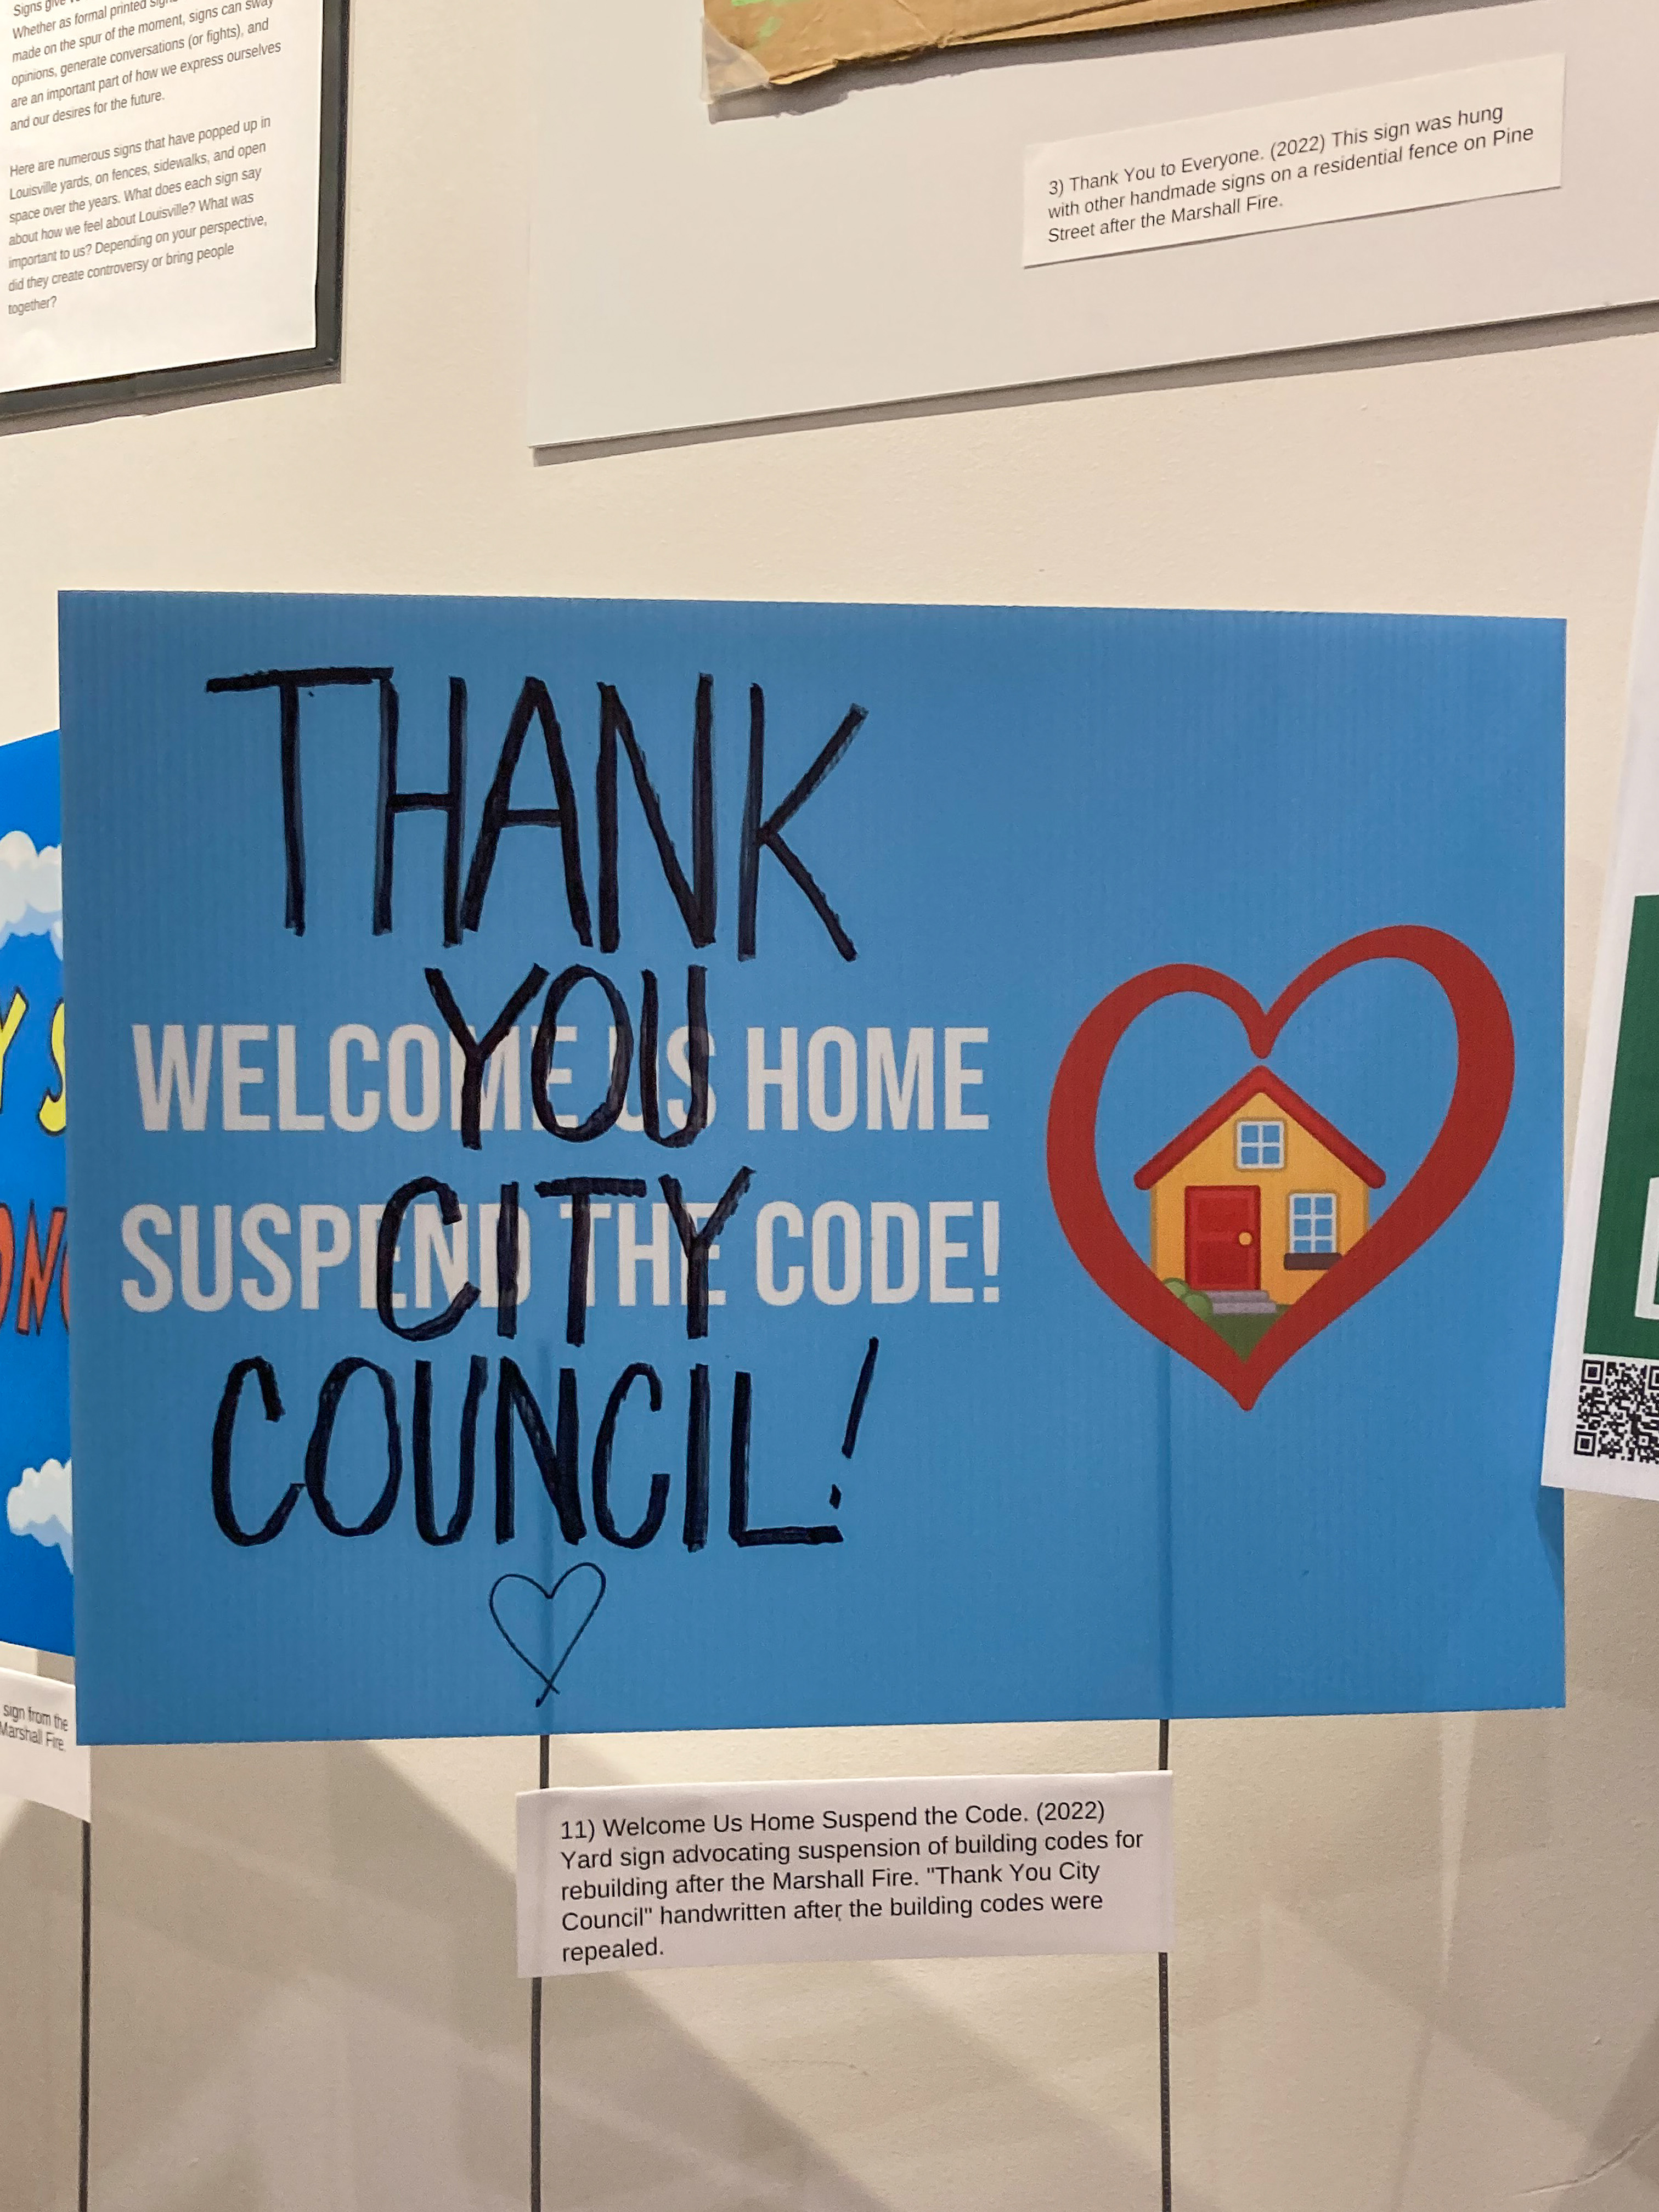 Signs give
Whether as formal printed
made on the spur of the moment, signs can sway
opinions, generate conversations (or fights), and
are an important part of how we express ourselves
and our desires for the future.
Here are numerous signs that have popped up in
Louisville yards, on fences, sidewalks, and open
space over the years. What does each sign say
about how we feel about Louisville? What was
important to us? Depending on your perspective,
did they create controversy or bring people
together?
3) Thank You to Everyone. (2022) This sign was hung
with other handmade signs on a residential fence on Pine
Street after the Marshall Fire.
THANK
YOU
CITY
COUNCIL!
WELCOME US HOME
SUSPEND THE CODE!
sign from the
Marshall Fire.
11) Welcome Us Home Suspend the Code. (2022)
Yard sign advocating suspension of building codes for
rebuilding after the Marshall Fire. "Thank You City
Council" handwritten after the building codes were
repealed.